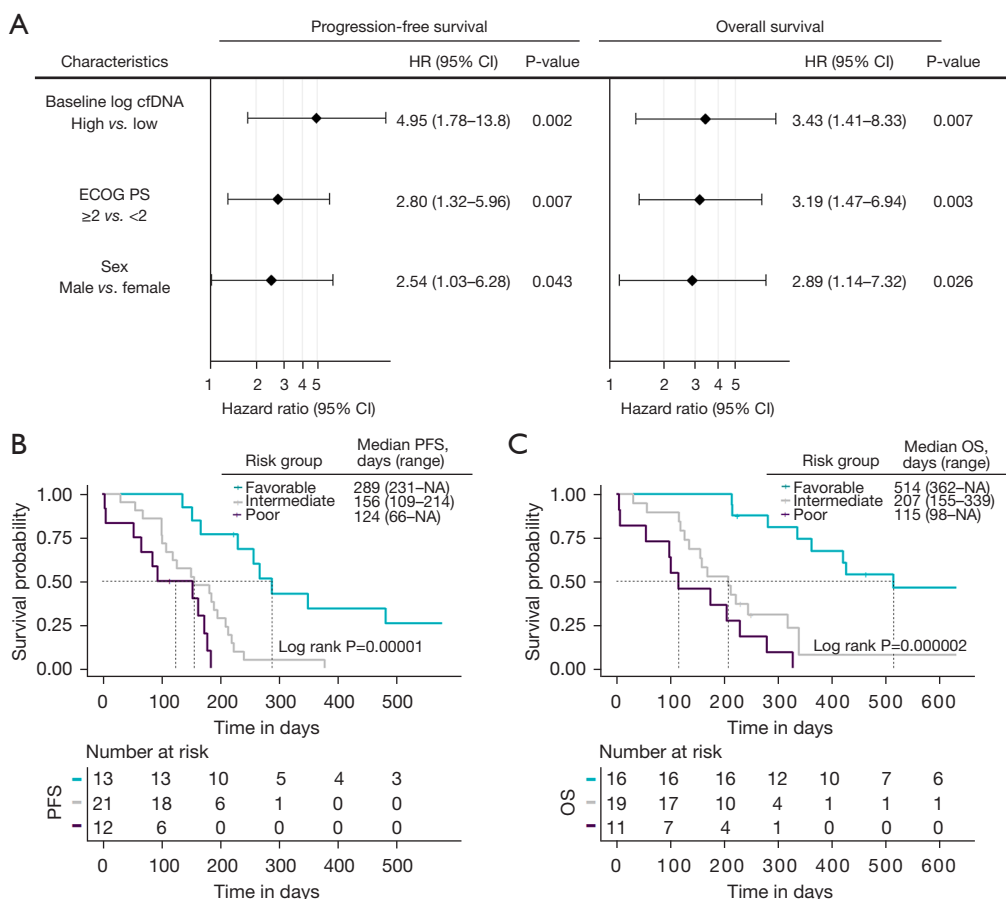 A
Progression-free survival Overall survival
Characteristics HR (95% CI) P-value HR (95% CI) P-value
Baseline log cfDNA
High vs. low 4.95 (1.78–13.8) 0.002 3.43 (1.41–8.33) 0.007
ECOG PS
≥2 vs. <2 2.80 (1.32–5.96) 0.007 3.19 (1.47–6.94) 0.003
Sex
Male vs. female 2.54 (1.03–6.28) 0.043 2.89 (1.14–7.32) 0.026
1 2 3 4 5 1 2 3 4 5
Hazard ratio (95% CI) Hazard ratio (95% CI)
B
Median PFS,
Risk group days (range)
Favorable 289 (231–NA)
Intermediate 156 (109–214)
Poor 124 (66–NA)
Survival probability
1.00
0.75
0.50
0.25
0.00
Log rank P=0.00001
0 100 200 300 400 500
Time in days
Number at risk
PFS
13 13 10 5 4 3
21 18 6 1 0 0
12 6 0 0 0 0
0 100 200 300 400 500
Time in days
C
Median OS,
Risk group days (range)
Favorable 514 (362–NA)
Intermediate 207 (155–339)
Poor 115 (98–NA)
Survival probability
1.00
0.75
0.50
0.25
0.00
Log rank P=0.000002
0 100 200 300 400 500 600
Time in days
Number at risk
OS
16 16 16 12 10 7 6
19 17 10 4 1 1 1
11 7 4 1 0 0 0
0 100 200 300 400 500 600
Time in days